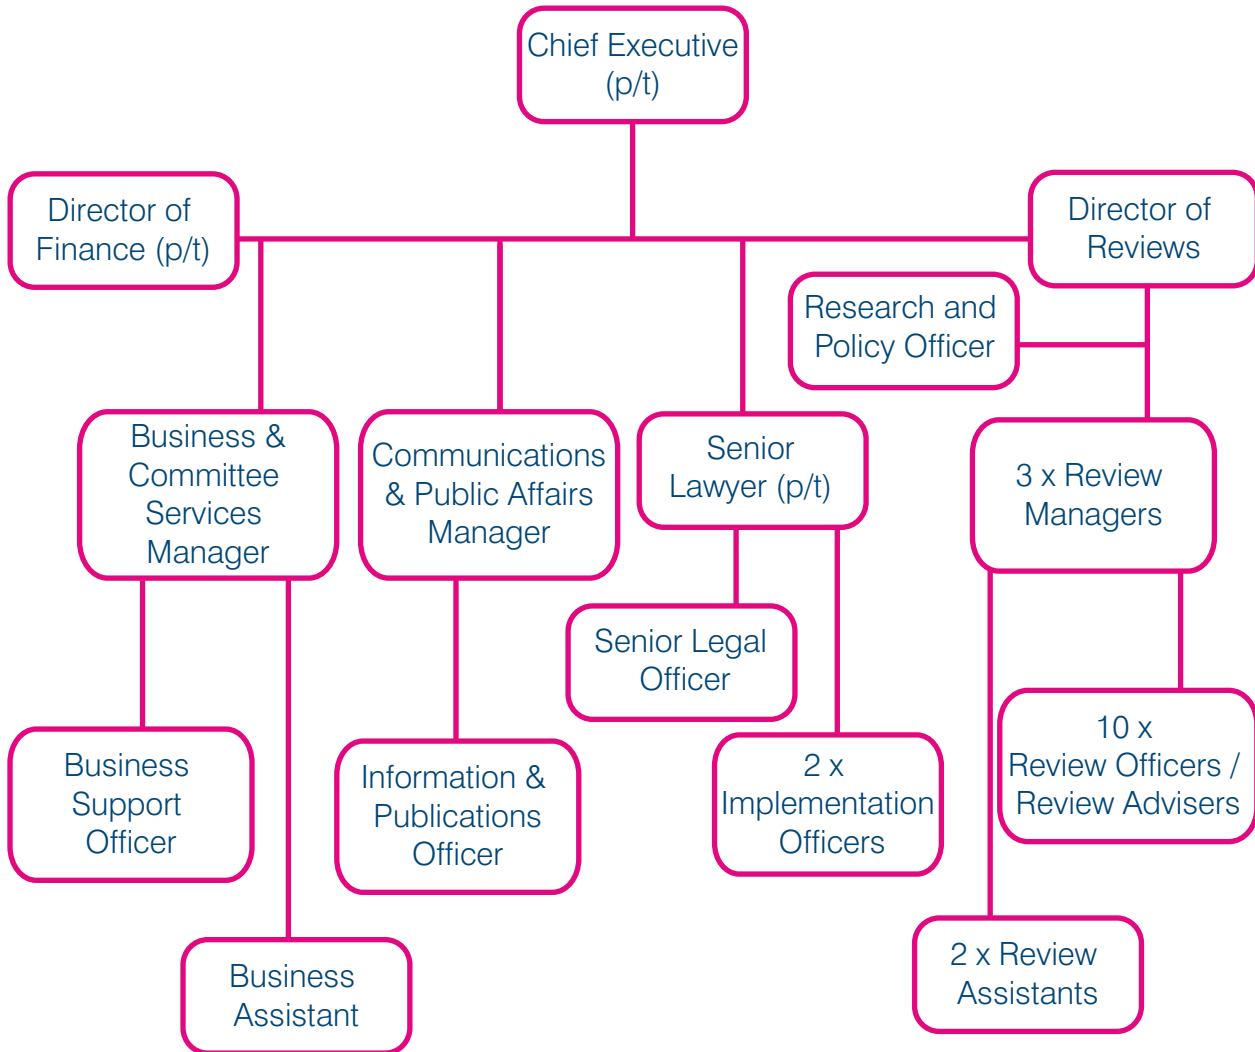 Chief Executive
(p/t)
Director of
Finance (p/t)
Director of
Reviews
Research and
Policy Officer
Business &
Committee
Services
Manager
Communications
& Public Affairs
Manager
Senior
Lawyer (p/t)
3 x Review
Managers
Senior Legal
Officer
Business
Support
Officer
Information &
Publications
Officer
2 x
Implementation
Officers
10 x
Review Officers /
Review Advisers
Business
Assistant
2 x Review
Assistants